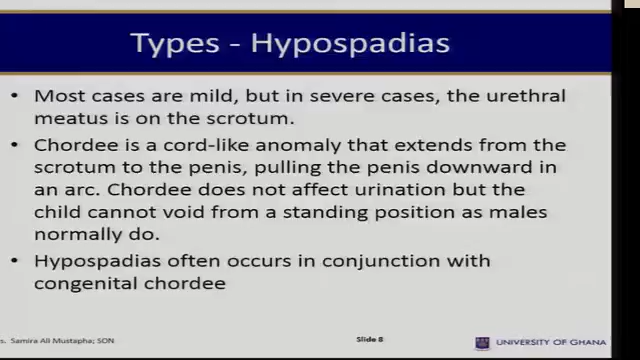 Types - Hypospadias
• Most cases are mild, but in severe cases, the urethral
meatus is on the scrotum.
• Chordee is a cord-like anomaly that extends from the
scrotum to the penis, pulling the penis downward in
an arc. Chordee does not affect urination but the
child cannot void from a standing position as males
normally do.
• Hypospadias often occurs in conjunction with
congenital chordee
s. Samira Ali Mustapha; SON
Slide 8
UNIVERSITY OF GHANA